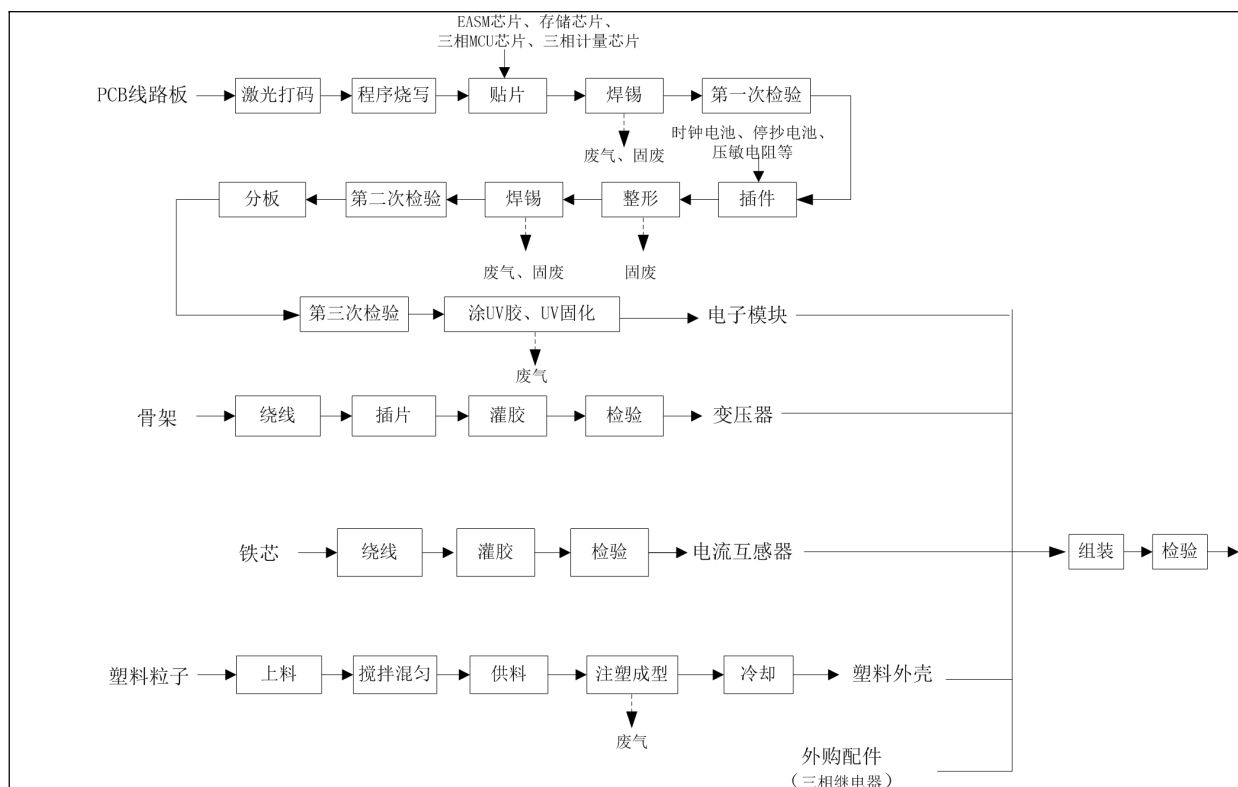 EASM芯片、存储芯片、
三相MCU芯片、三相计量芯片
PCB线路板
激光打码
程序烧写
贴片
焊锡
第一次检验
废气、固废
时钟电池、停抄电池、
压敏电阻等
分板
第二次检验
焊锡
整形
插件
废气、固废
固废
第三次检验
涂UV胶、UV固化
电子模块
废气
骨架
绕线
插片
灌胶
检验
变压器
铁芯
绕线
灌胶
检验
电流互感器
组装
检验
塑料粒子
上料
搅拌混匀
供料
注塑成型
冷却
塑料外壳
废气
外购配件
（三相继电器）